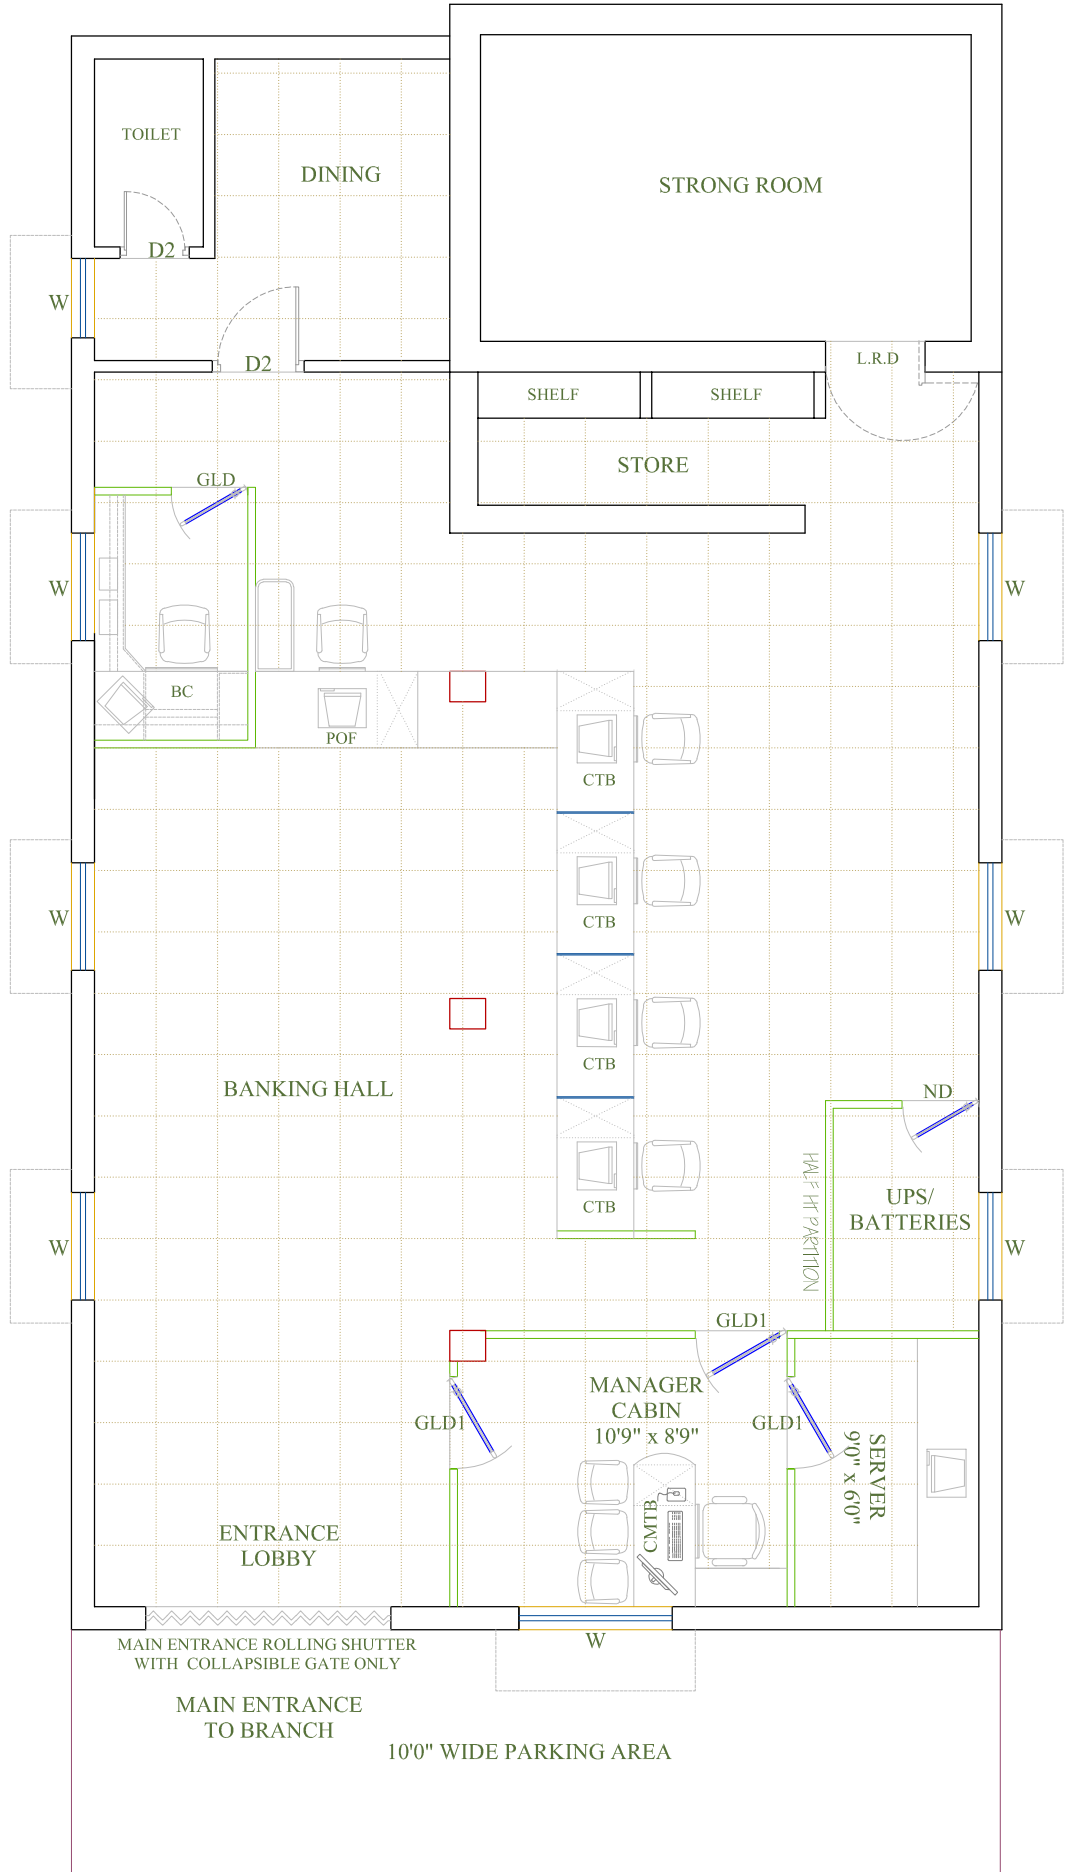 TOILET
DINING
STRONG ROOM
D2
W
D2
L.R.D
SHELF
SHELF
STORE
GLD
W
W
BC
POF
CTB
W
CTB
W
CTB
BANKING HALL
ND
HALF HT PARTITION
UPS/
BATTERIES
CTB
W
W
GLD1
MANAGER
CABIN
10'9" x 8'9"
GLD1
GLD1
SERVER
9'0" x 6'0"
CMTB
ENTRANCE
LOBBY
W
MAIN ENTRANCE ROLLING SHUTTER
WITH COLLAPSIBLE GATE ONLY
MAIN ENTRANCE
TO BRANCH
10'0" WIDE PARKING AREA